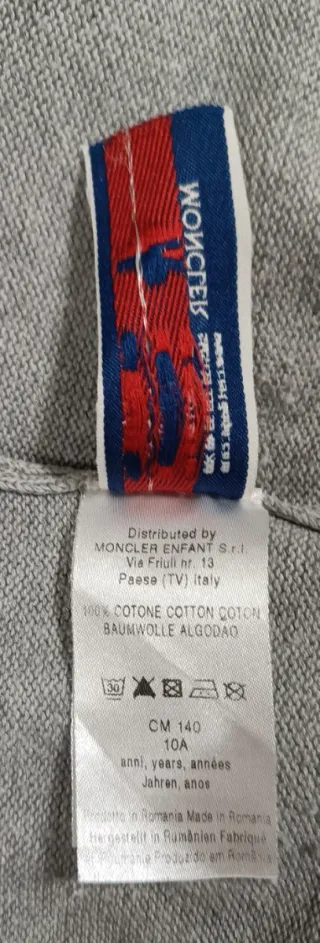 MONCLER
Distributed by
MONCLER ENFANT S.r.l.
Via Friuli nr. 13
Paese (TV) Italy
100% COTONE COTTON COTON
BAUMWOLLE ALGODAO
30
CM 140
10A
anni, years, années
Jahren, anos
Prodotto in Romania Made in Romania
Hergestellt in Rumänien Fabriqué
Roumanie Produzido em Romênia